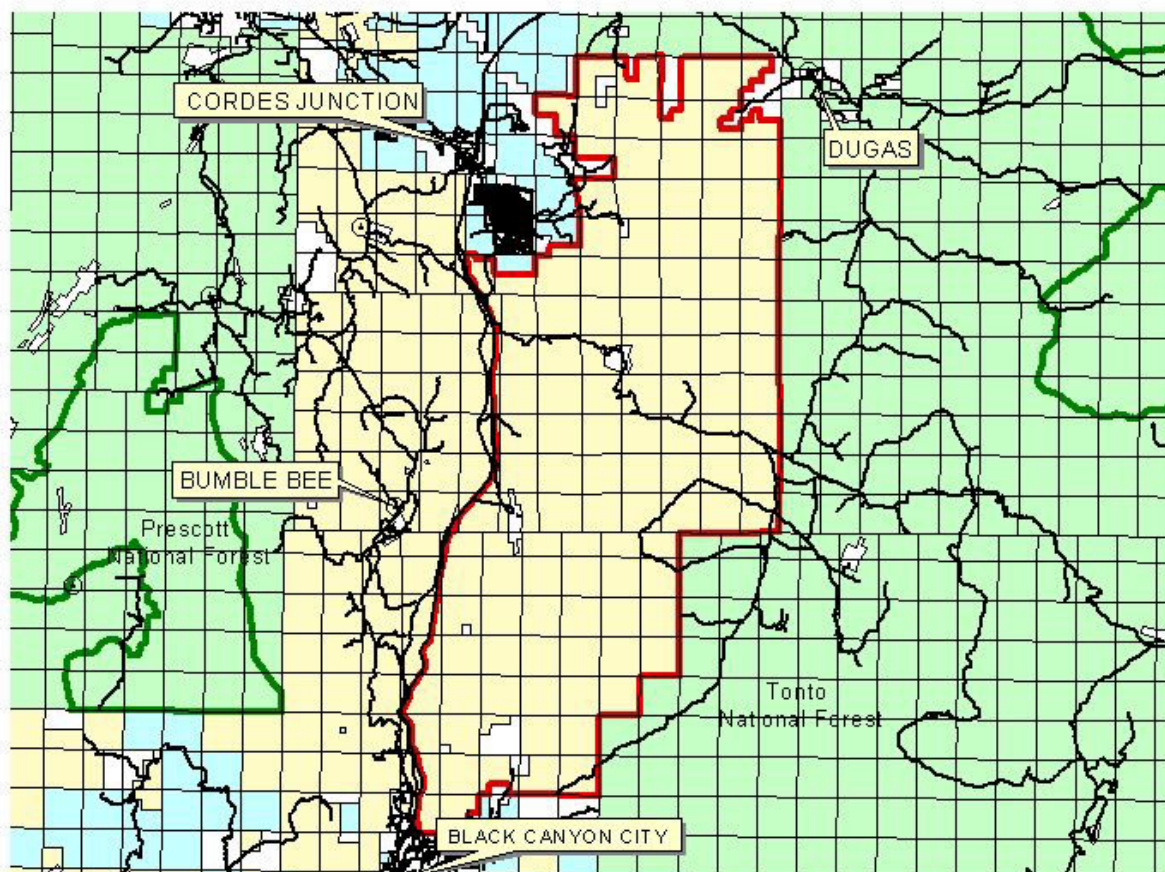 CORDES JUNCTION
DUGAS
BUMBLE BEE
Prescott
National Forest
Tonto
National Forest
BLACK CANYON CITY